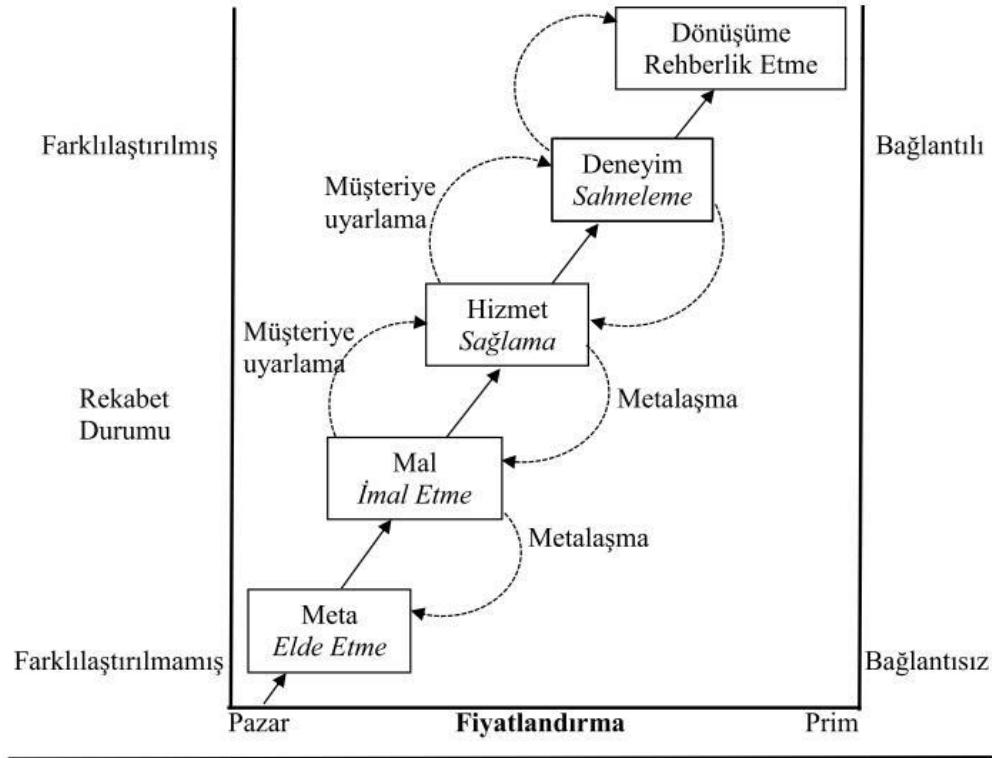 Dönüşüme
Rehberlik Etme
Farklılaştırılmış
Bağlantılı
Deneyim
Sahneleme
Müşteriye
uyarlama
Hizmet
Sağlama
Müşteriye
uyarlama
Rekabet
Durumu
Metalaşma
Mal
İmal Etme
Metalaşma
Meta
Elde Etme
Farklılaştırılmamış
Bağlantısız
Pazar
Fiyatlandırma
Prim